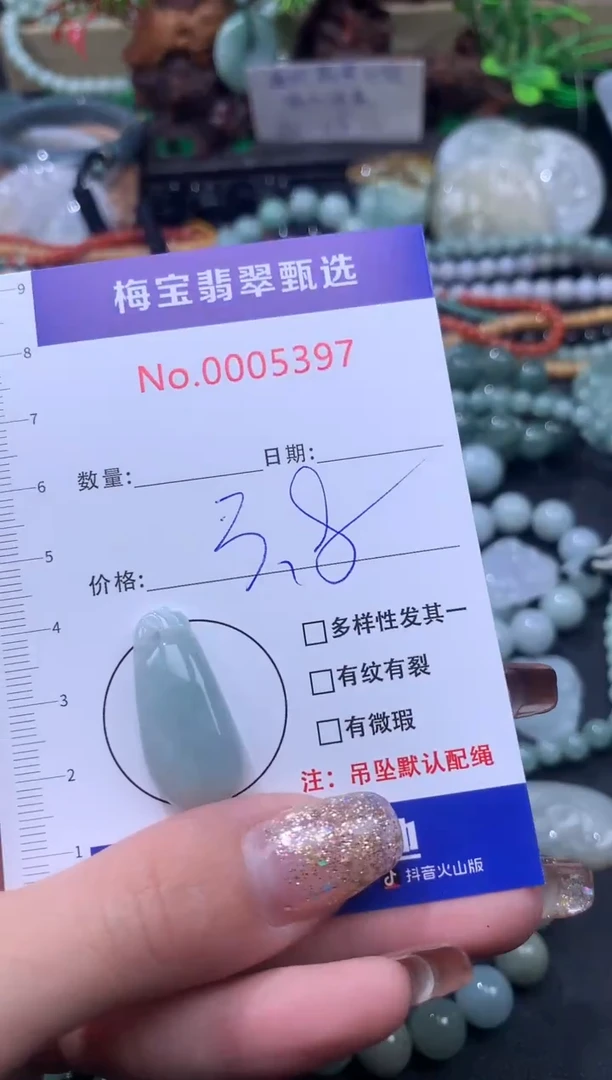 梅宝翡翠甄选
No.0005397
数量: 日期:
3,8
价格:
多样性发其一
有纹有裂
有微瑕
注: 吊坠默认配绳
抖音火山版
9
8
7
6
5
4
3
2
1